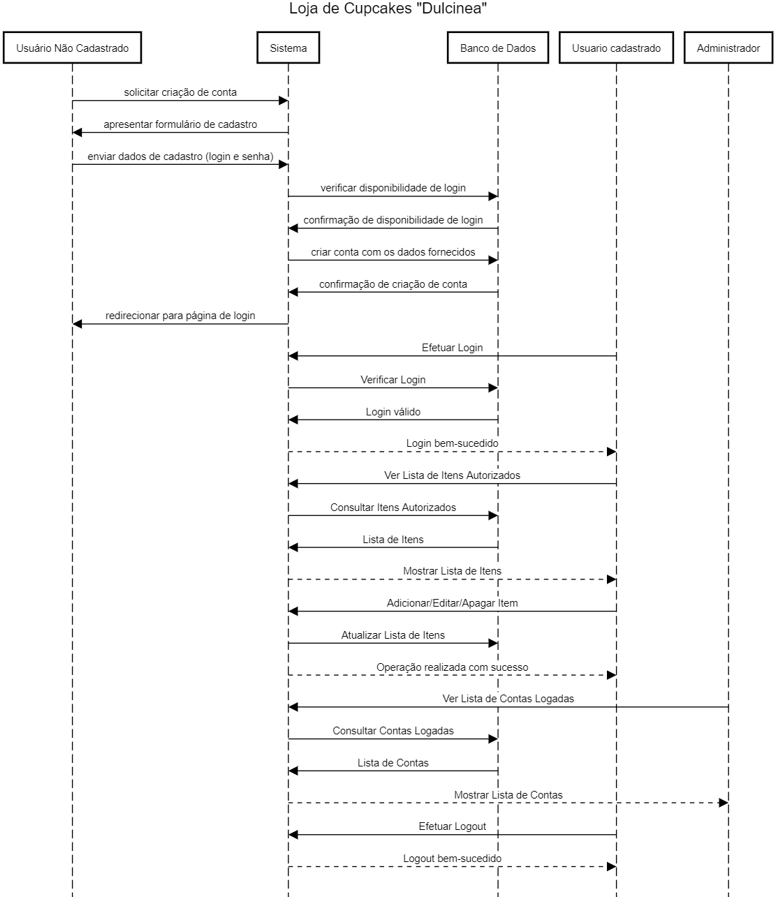 Loja de Cupcakes "Dulcinea"
Usuário Não Cadastrado
Sistema
Banco de Dados
Usuario cadastrado
Administrador
solicitar criação de conta
apresentar formulário de cadastro
enviar dados de cadastro (login e senha)
verificar disponibilidade de login
confirmação de disponibilidade de login
criar conta com os dados fornecidos
confirmação de criação de conta
redirecionar para página de login
Efetuar Login
Verificar Login
Login válido
Login bem-sucedido
Ver Lista de Itens Autorizados
Consultar Itens Autorizados
Lista de Itens
Mostrar Lista de Itens
Adicionar/Editar/Apagar Item
Atualizar Lista de Itens
Operação realizada com sucesso
Ver Lista de Contas Logadas
Consultar Contas Logadas
Lista de Contas
Mostrar Lista de Contas
Efetuar Logout
Logout bem-sucedido